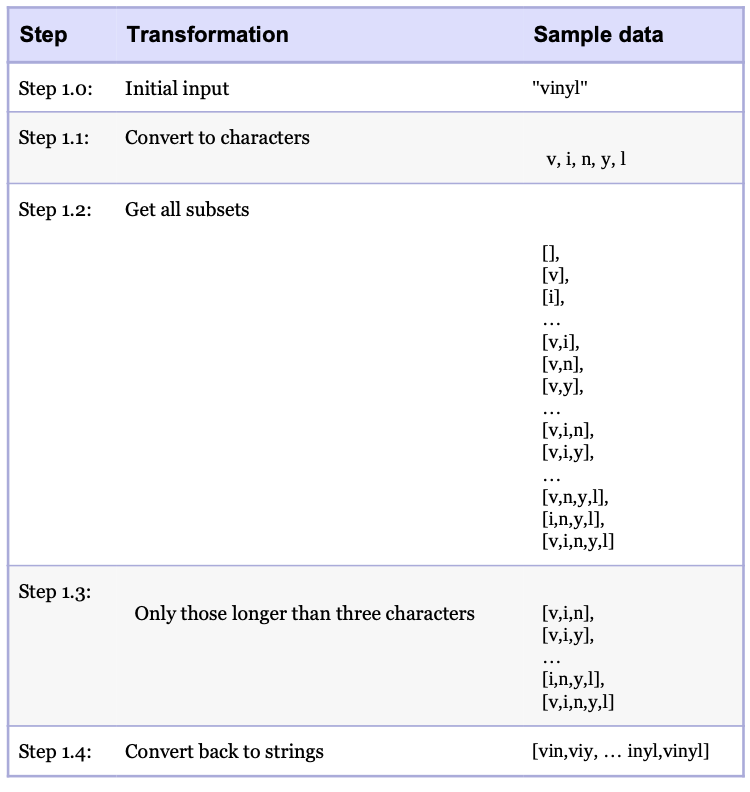 Step Transformation Sample data
Step 1.0: Initial input "vinyl"
Step 1.1: Convert to characters
v, i, n, y, l
Step 1.2: Get all subsets
[],
[v],
[i],
…
[v,i],
[v,n],
[v,y],
…
[v,i,n],
[v,i,y],
…
[v,n,y,l],
[i,n,y,l],
[v,i,n,y,l]
Step 1.3:
Only those longer than three characters [v,i,n],
[v,i,y],
…
[i,n,y,l],
[v,i,n,y,l]
Step 1.4: Convert back to strings [vin,viy, … inyl,vinyl]